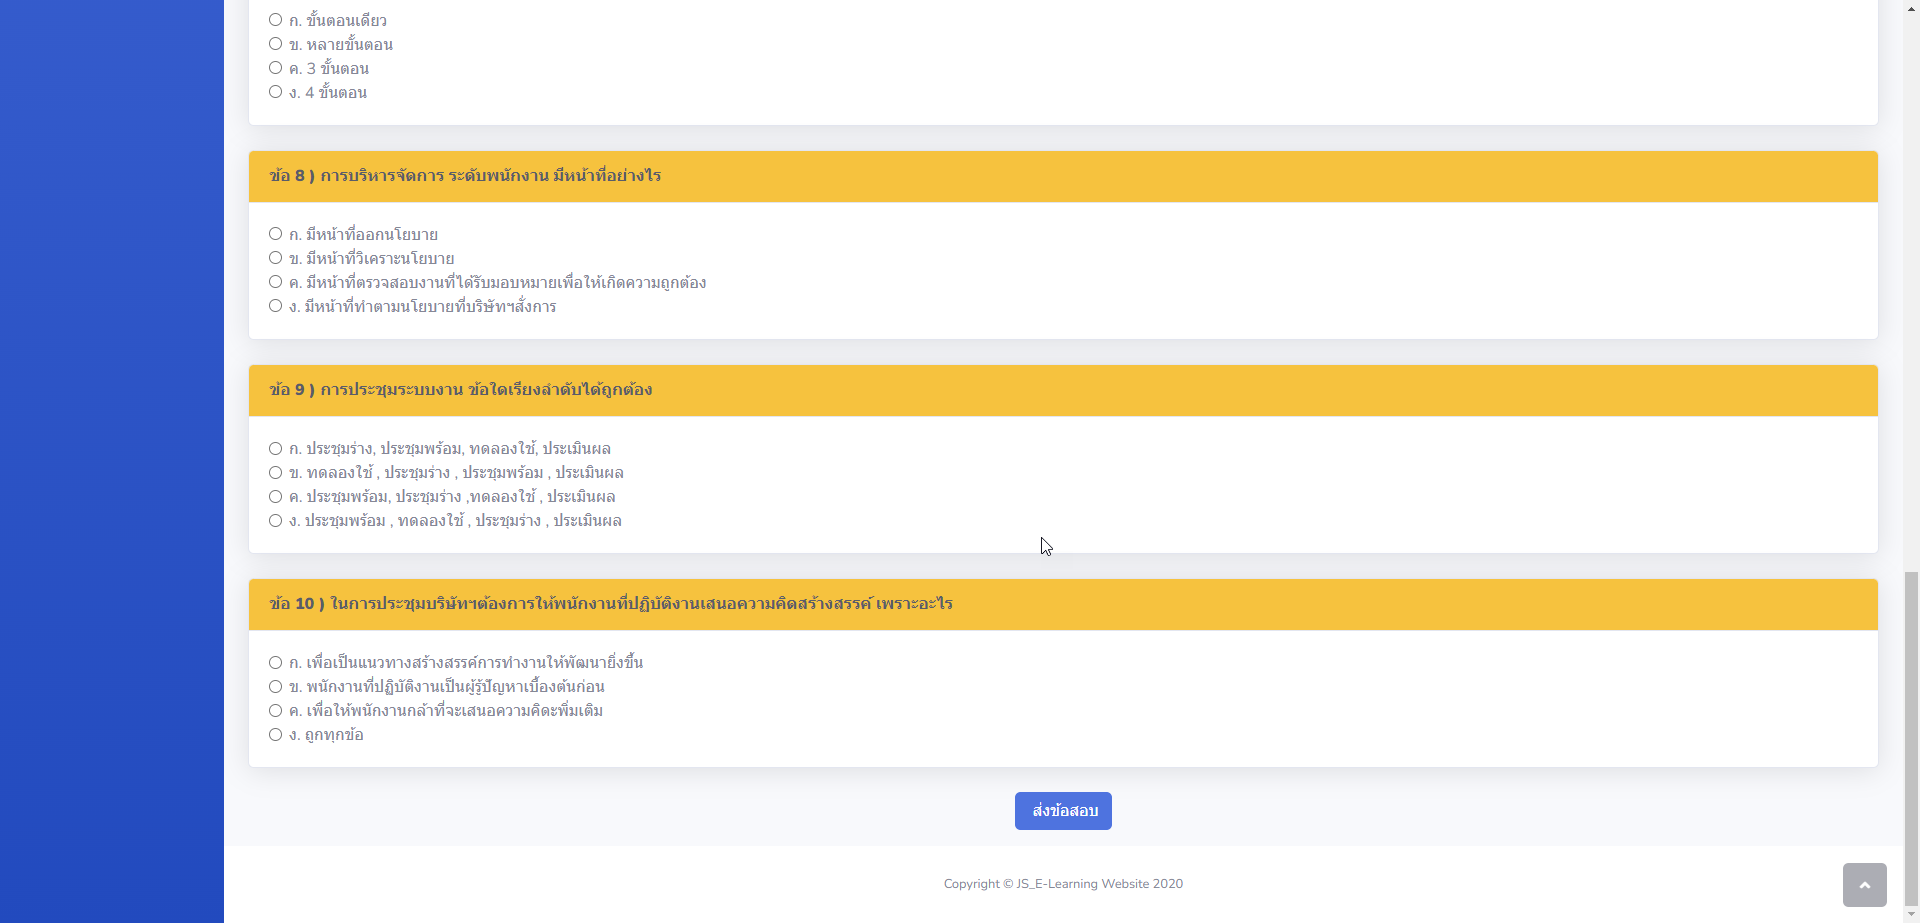 ก. ขั้นตอนเดียว
ข. หลายขั้นตอน
ค. 3 ขั้นตอน
ง. 4 ขั้นตอน
ข้อ 8 ) การบริหารจัดการ ระดับพนักงาน มีหน้าที่อย่างไร
ก. มีหน้าที่ออกนโยบาย
ข. มีหน้าที่วิเคราะนโยบาย
ค. มีหน้าที่ตรวจสอบงานที่ได้รับมอบหมายเพื่อให้เกิดความถูกต้อง
ง. มีหน้าที่ทำตามนโยบายที่บริษัทฯสั่งการ
ข้อ 9 ) การประชุมระบบงาน ข้อใดเรียงลำดับได้ถูกต้อง
ก. ประชุมร่าง, ประชุมพร้อม, ทดลองใช้, ประเมินผล
ข. ทดลองใช้ , ประชุมร่าง , ประชุมพร้อม , ประเมินผล
ค. ประชุมพร้อม, ประชุมร่าง ,ทดลองใช้ , ประเมินผล
ง. ประชุมพร้อม , ทดลองใช้ , ประชุมร่าง , ประเมินผล
ข้อ 10 ) ในการประชุมบริษัทฯต้องการให้พนักงานที่ปฏิบัติงานเสนอความคิดสร้างสรรค์ เพราะอะไร
ก. เพื่อเป็นแนวทางสร้างสรรค์การทำงานให้พัฒนายิ่งขึ้น
ข. พนักงานที่ปฏิบัติงานเป็นผู้รู้ปัญหาเบื้องต้นก่อน
ค. เพื่อให้พนักงานกล้าที่จะเสนอความคิดะพิ่มเติม
ง. ถูกทุกข้อ
ส่งข้อสอบ
Copyright © JS_E-Learning Website 2020